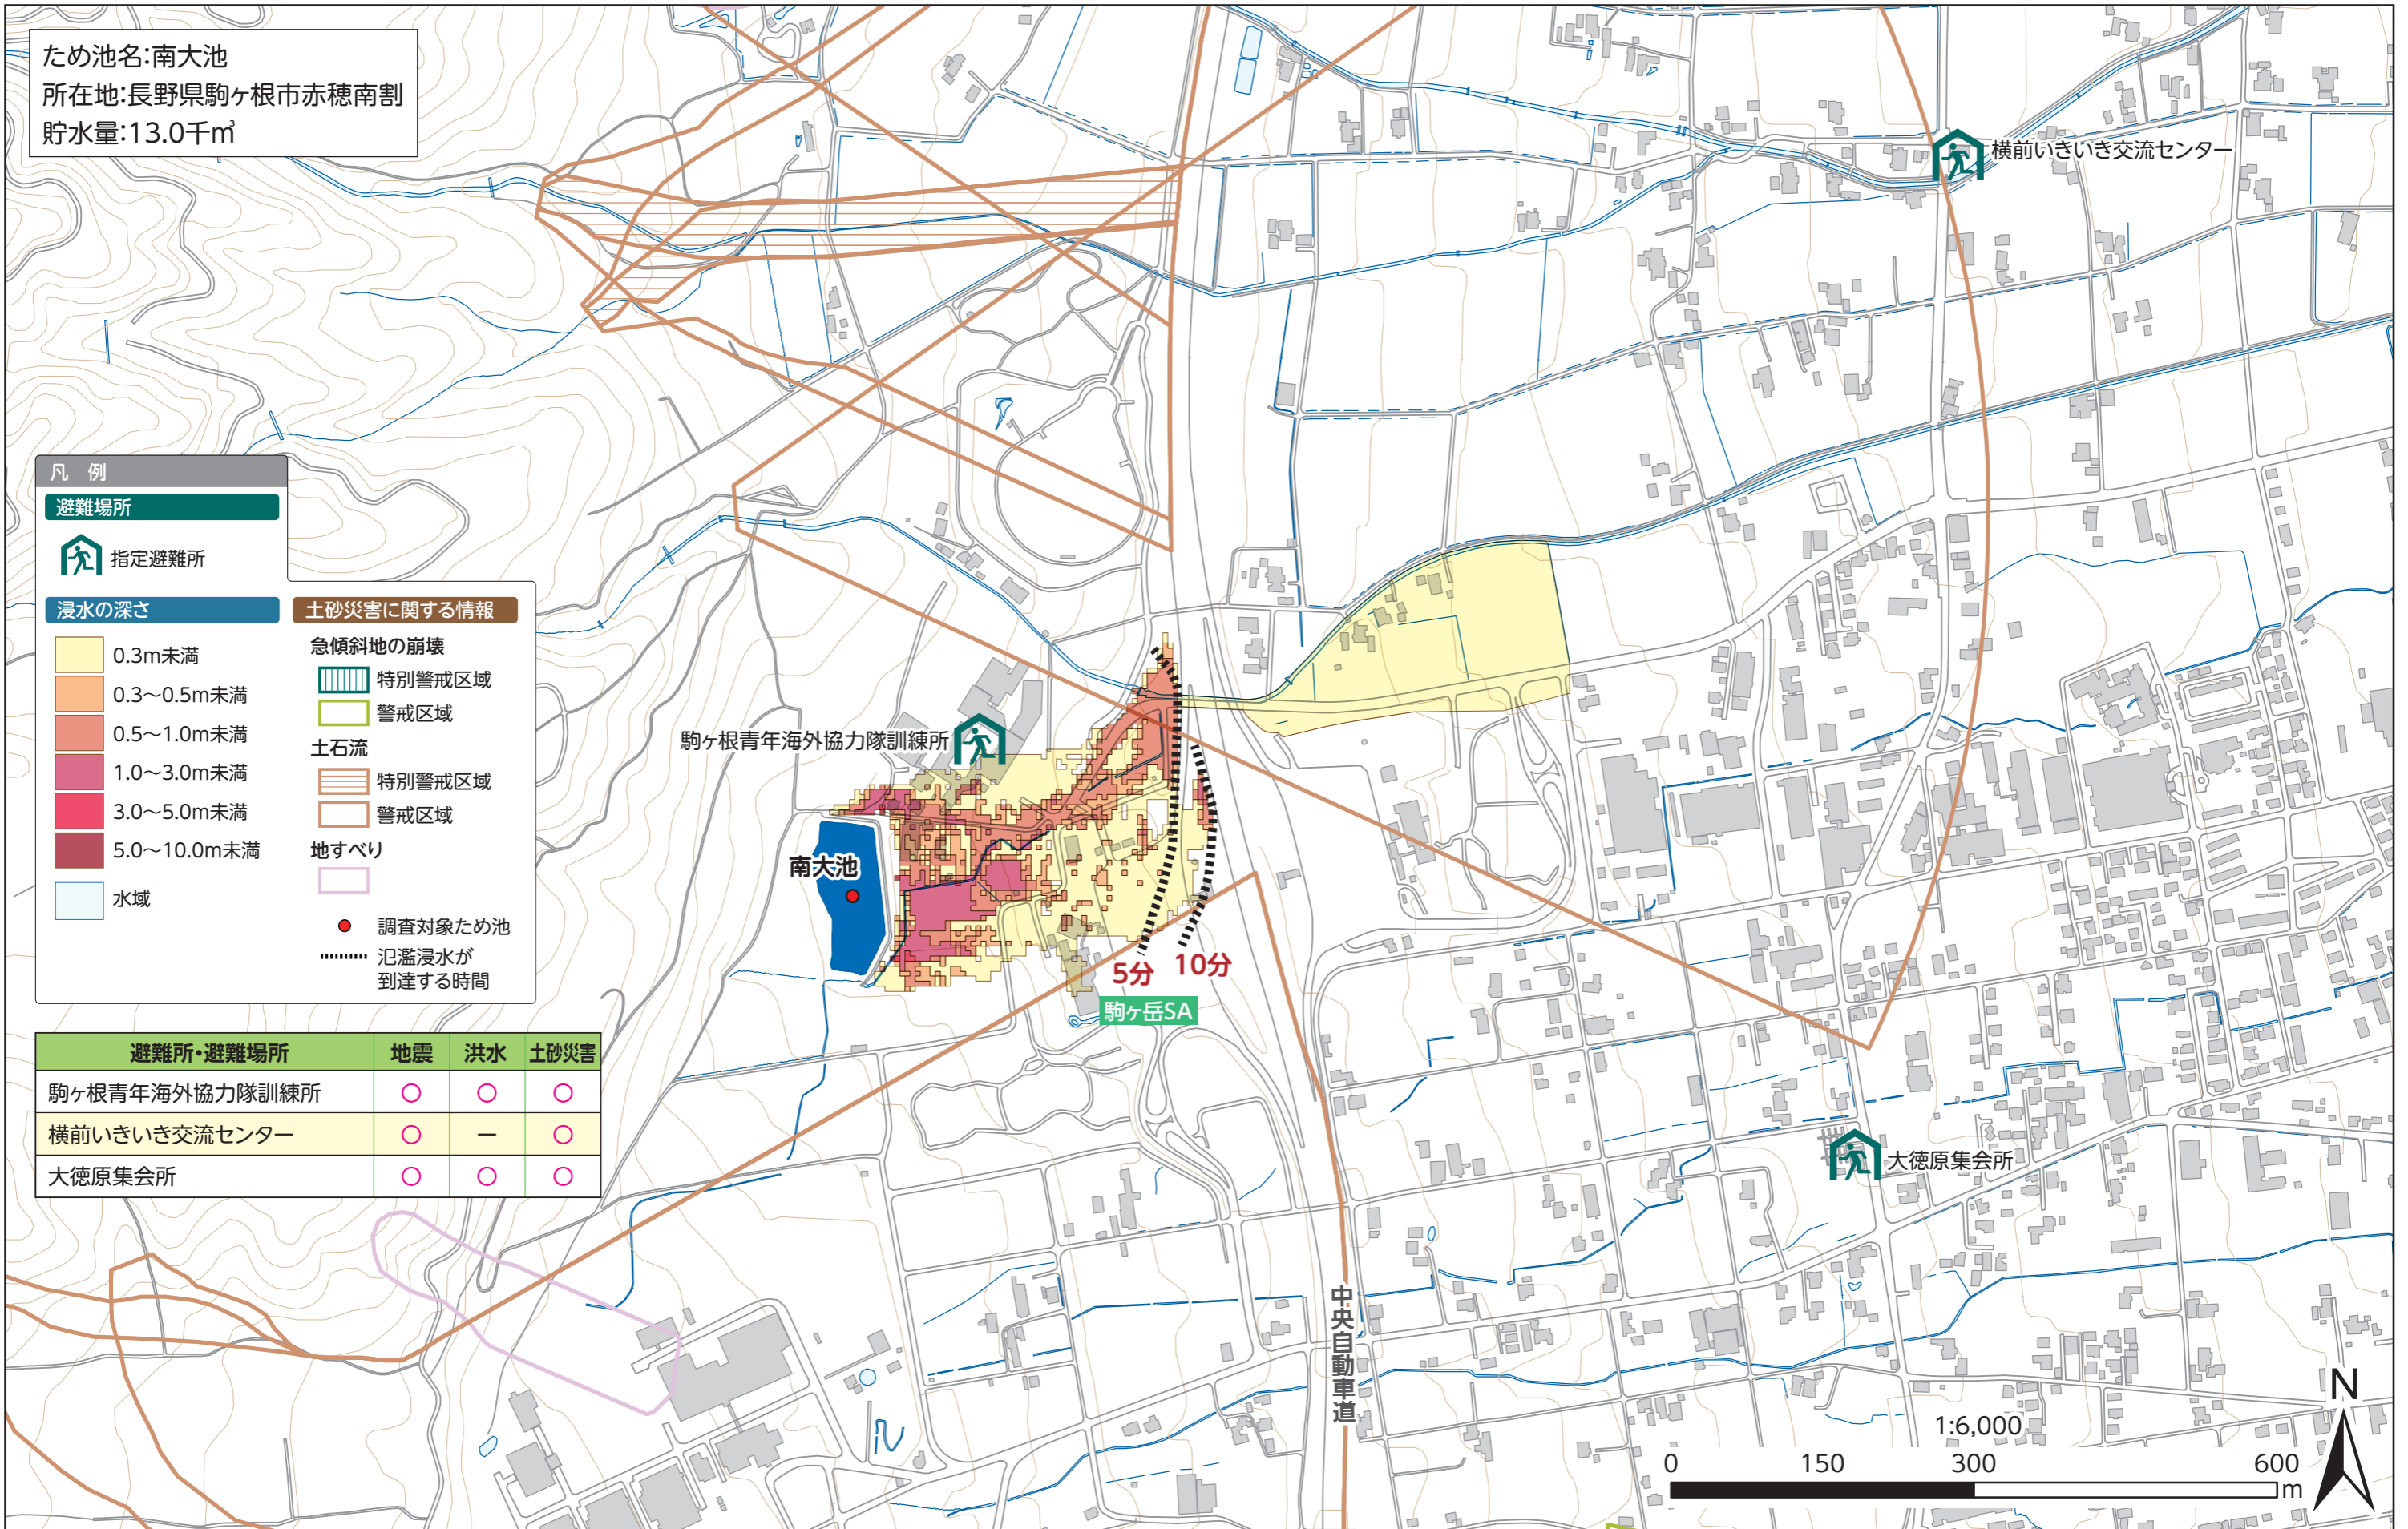 ため池名:南大池
所在地:長野県駒ヶ根市赤穂南割
貯水量:13.0千㎥
横前いきいき交流センター
凡 例
避難場所
指定避難所
浸水の深さ
0.3m未満
0.3～0.5m未満
0.5～1.0m未満
1.0～3.0m未満
3.0～5.0m未満
5.0～10.0m未満
水域
土砂災害に関する情報
急傾斜地の崩壊
特別警戒区域
警戒区域
土石流
特別警戒区域
警戒区域
地すべり
調査対象ため池
氾濫浸水が
到達する時間
駒ヶ根青年海外協力隊訓練所
南大池
5分
10分
駒ヶ岳SA
避難所・避難場所 地震 洪水 土砂災害
駒ヶ根青年海外協力隊訓練所 ○ ○ ○
横前いきいき交流センター ○ － ○
大徳原集会所 ○ ○ ○
大徳原集会所
中央自動車道
N
1:6,000
0 150 300 600
m